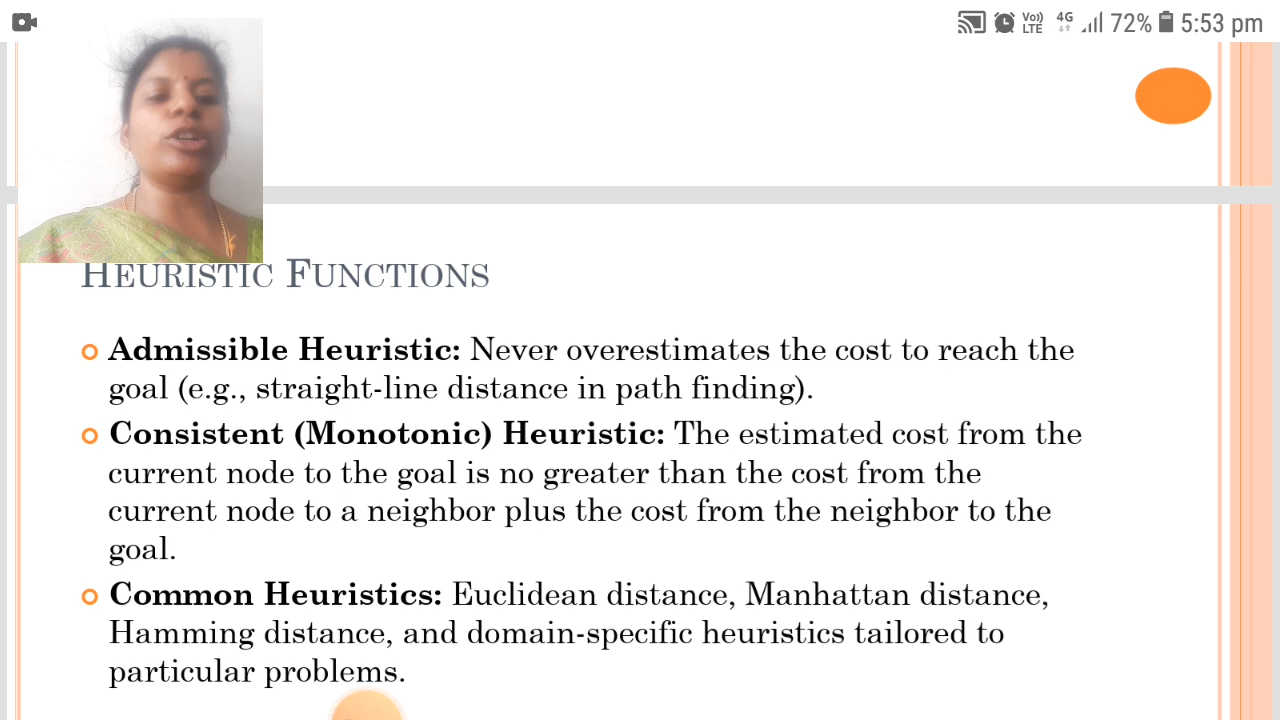 Vo))
LTE
4G
72%
5:53 pm
HEURISTIC FUNCTIONS
Admissible Heuristic: Never overestimates the cost to reach the
goal (e.g., straight-line distance in path finding).
Consistent (Monotonic) Heuristic: The estimated cost from the
current node to the goal is no greater than the cost from the
current node to a neighbor plus the cost from the neighbor to the
goal.
Common Heuristics: Euclidean distance, Manhattan distance,
Hamming distance, and domain-specific heuristics tailored to
particular problems.